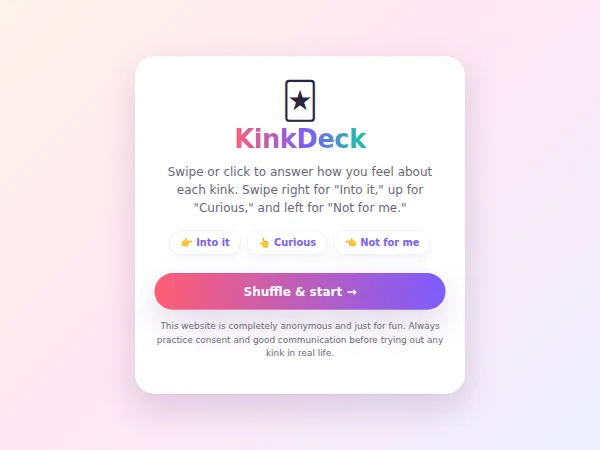 KinkDeck
Swipe or click to answer how you feel about
each kink. Swipe right for "Into it," up for
"Curious," and left for "Not for me."
👉 Into it 👆 Curious 👈 Not for me
Shuffle & start →
This website is completely anonymous and just for fun. Always
practice consent and good communication before trying out any
kink in real life.